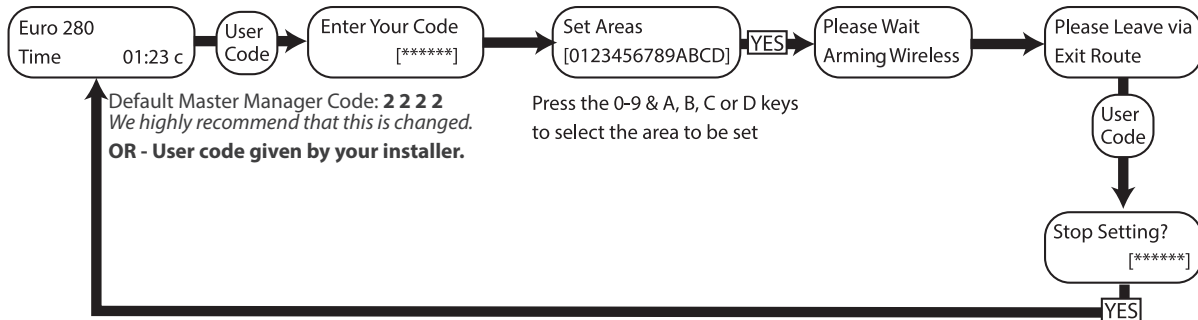 Euro 280
Time 01:23 c
User
Code
Enter Your Code
[******]
Set Areas
[0123456789ABCD]
YES
Please Wait
Arming Wireless
Please Leave via
Exit Route
Default Master Manager Code: 2 2 2 2
We highly recommend that this is changed.
OR - User code given by your installer.
Press the 0-9 & A, B, C or D keys
to select the area to be set
User
Code
Stop Setting?
[******]
YES